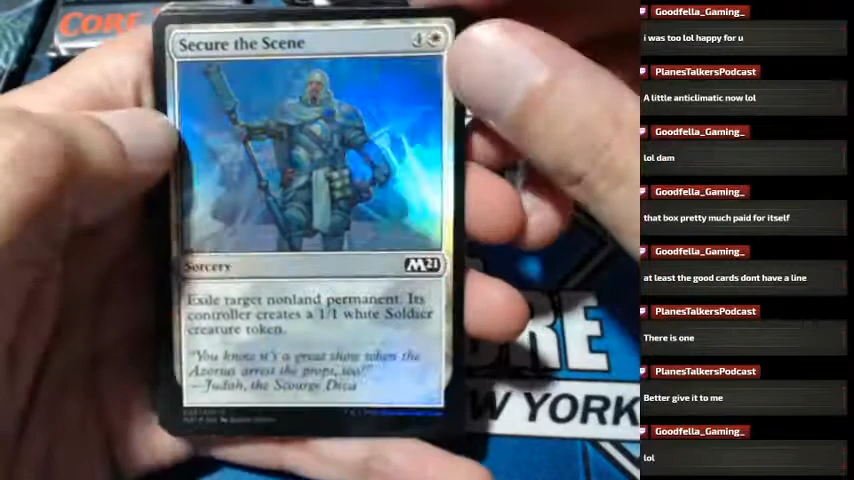 CORE
Secure the Scene
4
Sorcery
M21
Exile target nonland permanent. Its
controller creates a 1/1 white Soldier
creature token.
"You know it's a great show when the
Azorius arrest the props, too!"
—Judah, the Scourge Diva
RE
W YORK
Goodfella_Gaming_
i was too lol happy for u
PlanesTalkersPodcast
A little anticlimatic now lol
Goodfella_Gaming_
lol dam
Goodfella_Gaming_
that box pretty much paid for itself
Goodfella_Gaming_
at least the good cards dont have a line
PlanesTalkersPodcast
There is one
PlanesTalkersPodcast
Better give it to me
Goodfella_Gaming_
lol